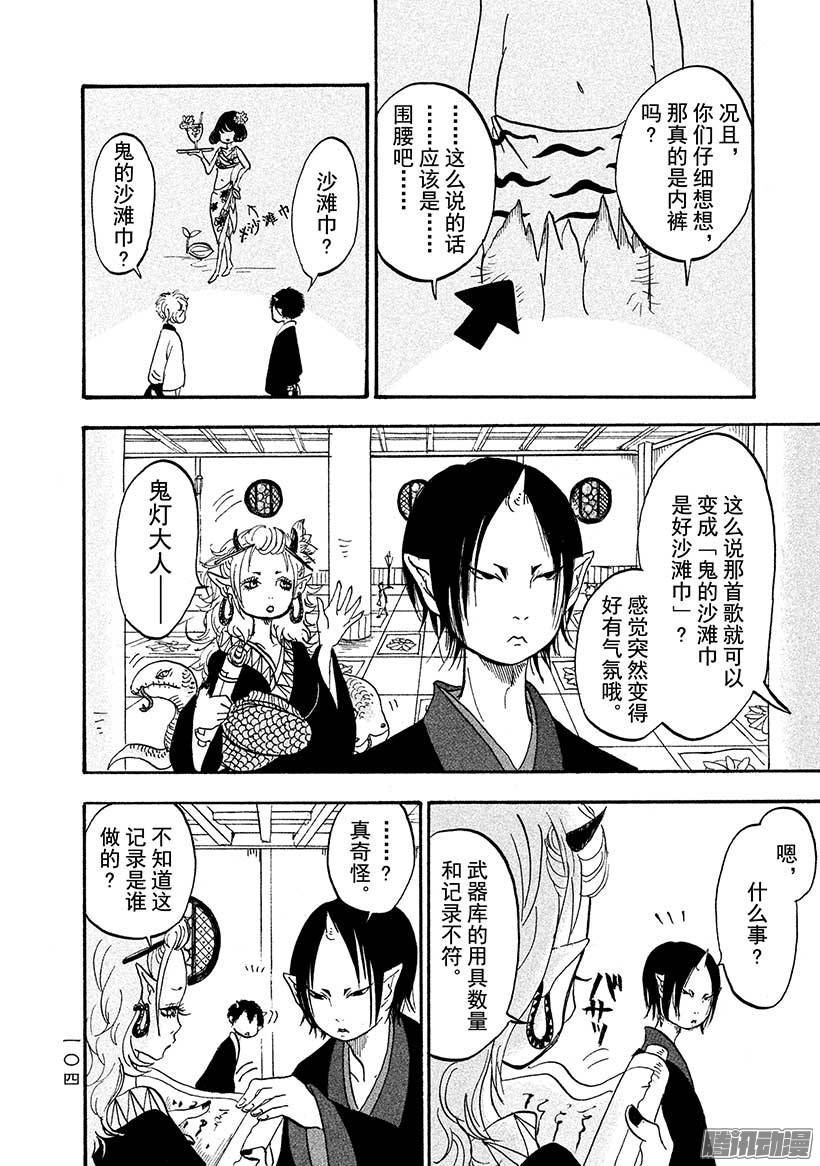 况且，
你们仔细想想，
那真的是内裤
吗？
……这么说的话
……应该是……
围腰吧……
沙滩巾？
※沙滩巾
鬼的沙滩巾？
这么说那首歌就可以
变成「鬼的沙滩巾
是好沙滩巾」？
感觉突然变得
好有气氛哦。
鬼灯大人——
嗯，
什么事？
武器库的用具数量
和记录不符。
……？
真奇怪。
不知道这
记录是谁
做的？
一〇四
腾讯动漫